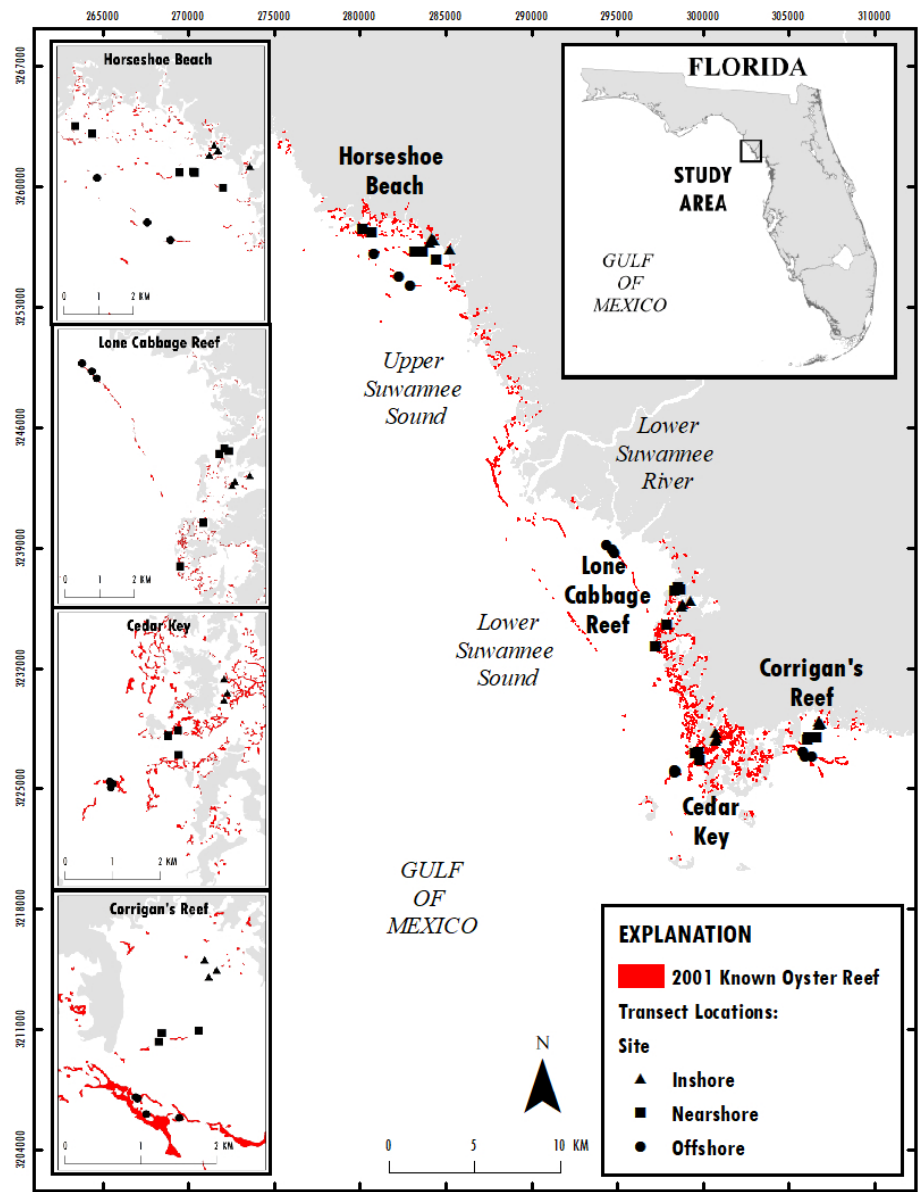 265000 270000 275000 280000 285000 290000 295000 300000 305000 310000
3267000
3260000
3253000
3246000
3239000
3232000
3225000
3218000
3211000
3204000
Horseshoe Beach
0 1 2 KM
Lone Cabbage Reef
0 1 2 KM
Cedar Key
0 1 2 KM
Corrigan's Reef
0 1 2 KM
Horseshoe
Beach
Upper
Suwannee
Sound
Lower
Suwannee
River
Lone
Cabbage
Reef
Lower
Suwannee
Sound
Corrigan's
Reef
Cedar
Key
GULF
OF
MEXICO
FLORIDA
STUDY
AREA
GULF
OF
MEXICO
N
0 5 10 KM
EXPLANATION
2001 Known Oyster Reef
Transect Locations:
Site
Inshore
Nearshore
Offshore